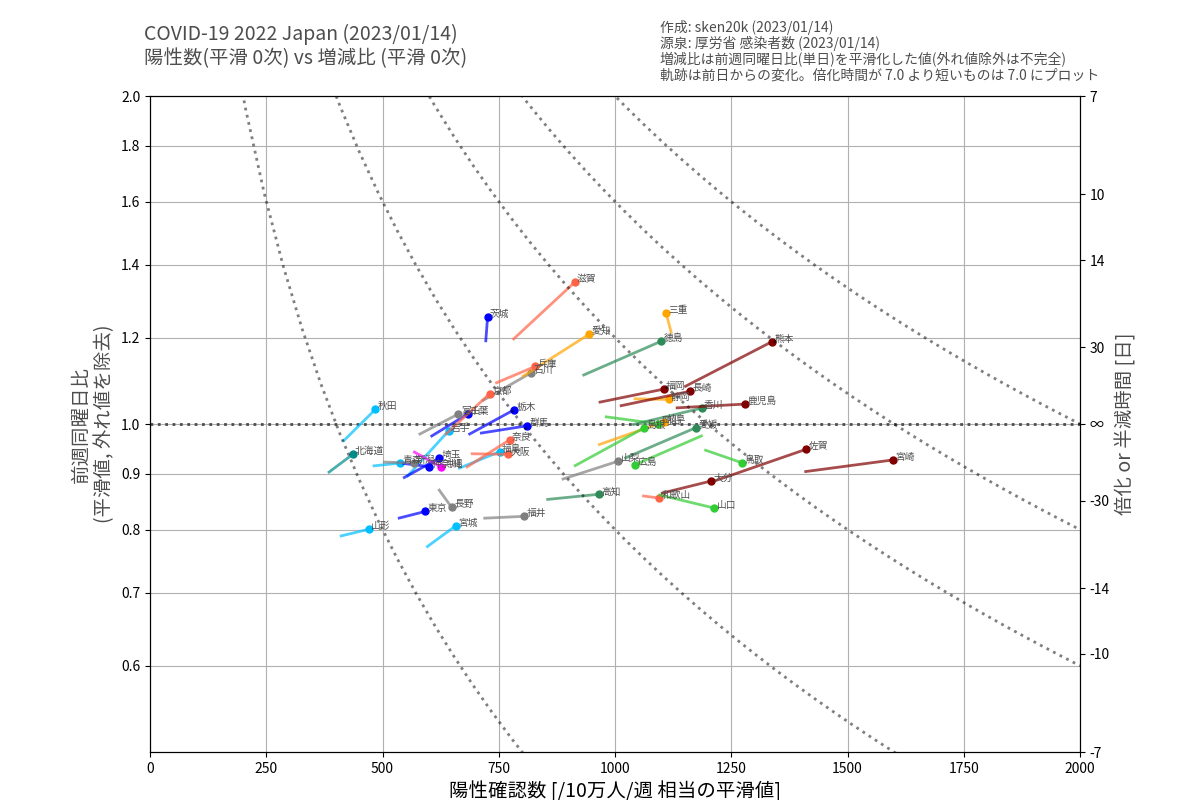 COVID-19 2022 Japan (2023/01/14)
陽性数(平滑 0次) vs 増減比 (平滑 0次)
作成: sken20k (2023/01/14)
源泉: 厚労省 感染者数 (2023/01/14)
増減比は前週同曜日比(単日)を平滑化した値(外れ値除外は不完全)
軌跡は前日からの変化。倍化時間が 7.0 より短いものは 7.0 にプロット
2.0
1.8
1.6
1.4
1.2
1.0
0.9
0.8
0.7
0.6
前週同曜日比
(平滑値, 外れ値を除去)
7
10
14
30
∞
-30
-14
-10
-7
倍化 or 半減時間 [日]
滋賀
茨城
三重
愛知
徳島
熊本
兵庫
石川
京都
福岡
長崎
静岡
鹿児島
香川
秋田
栃木
千葉
岩手
群馬
愛媛
奈良
大阪
福島
北海道
埼玉
山梨
広島
鳥取
佐賀
宮崎
大分
高知
和歌山
山口
長野
東京
福井
宮城
山形
0
250
500
750
1000
1250
1500
1750
2000
陽性確認数 [/10万人/週 相当の平滑値]